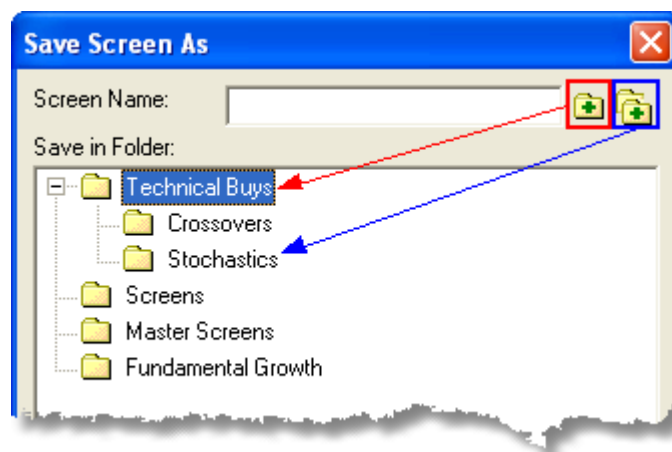 Save Screen As
Screen Name:
Save in Folder:
Technical Buys
Crossovers
Stochastics
Screens
Master Screens
Fundamental Growth